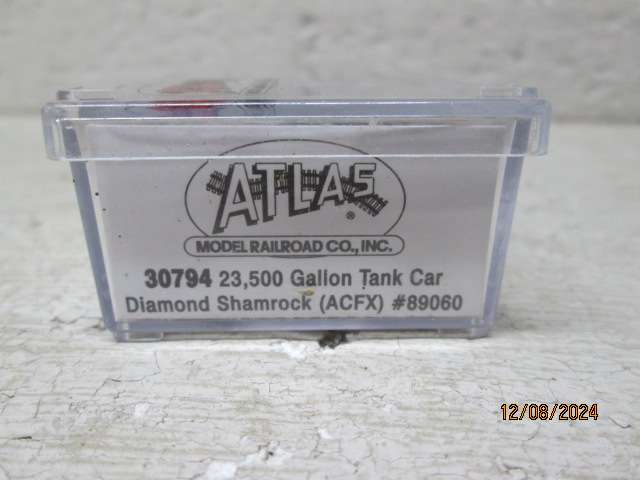 ATLAS ®
MODEL RAILROAD CO., INC.
30794 23,500 Gallon Tank Car
Diamond Shamrock (ACFX) #89060
12/08/2024